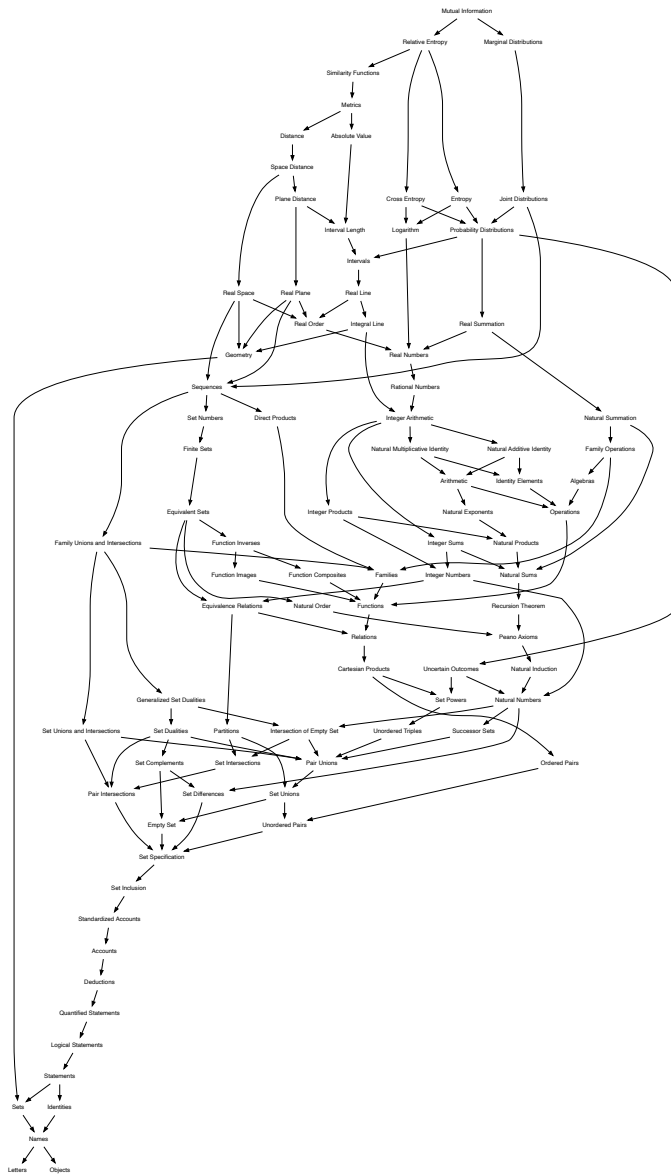 Mutual Information
Relative Entropy
Marginal Distributions
Similarity Functions
Metrics
Distance
Absolute Value
Space Distance
Plane Distance
Cross Entropy
Entropy
Joint Distributions
Interval Length
Logarithm
Probability Distributions
Intervals
Real Space
Real Plane
Real Line
Real Order
Integral Line
Real Summation
Geometry
Real Numbers
Sequences
Rational Numbers
Set Numbers
Direct Products
Integer Arithmetic
Natural Summation
Finite Sets
Natural Multiplicative Identity
Natural Additive Identity
Family Operations
Arithmetic
Identity Elements
Algebras
Equivalent Sets
Integer Products
Natural Exponents
Operations
Family Unions and Intersections
Function Inverses
Integer Sums
Natural Products
Function Images
Function Composites
Families
Integer Numbers
Natural Sums
Equivalence Relations
Natural Order
Functions
Recursion Theorem
Relations
Peano Axioms
Cartesian Products
Uncertain Outcomes
Natural Induction
Generalized Set Dualities
Set Powers
Natural Numbers
Set Unions and Intersections
Set Dualities
Partitions
Intersection of Empty Set
Unordered Triples
Successor Sets
Set Complements
Set Intersections
Pair Unions
Ordered Pairs
Pair Intersections
Set Differences
Set Unions
Empty Set
Unordered Pairs
Set Specification
Set Inclusion
Standardized Accounts
Accounts
Deductions
Quantified Statements
Logical Statements
Statements
Sets
Identities
Names
Letters
Objects